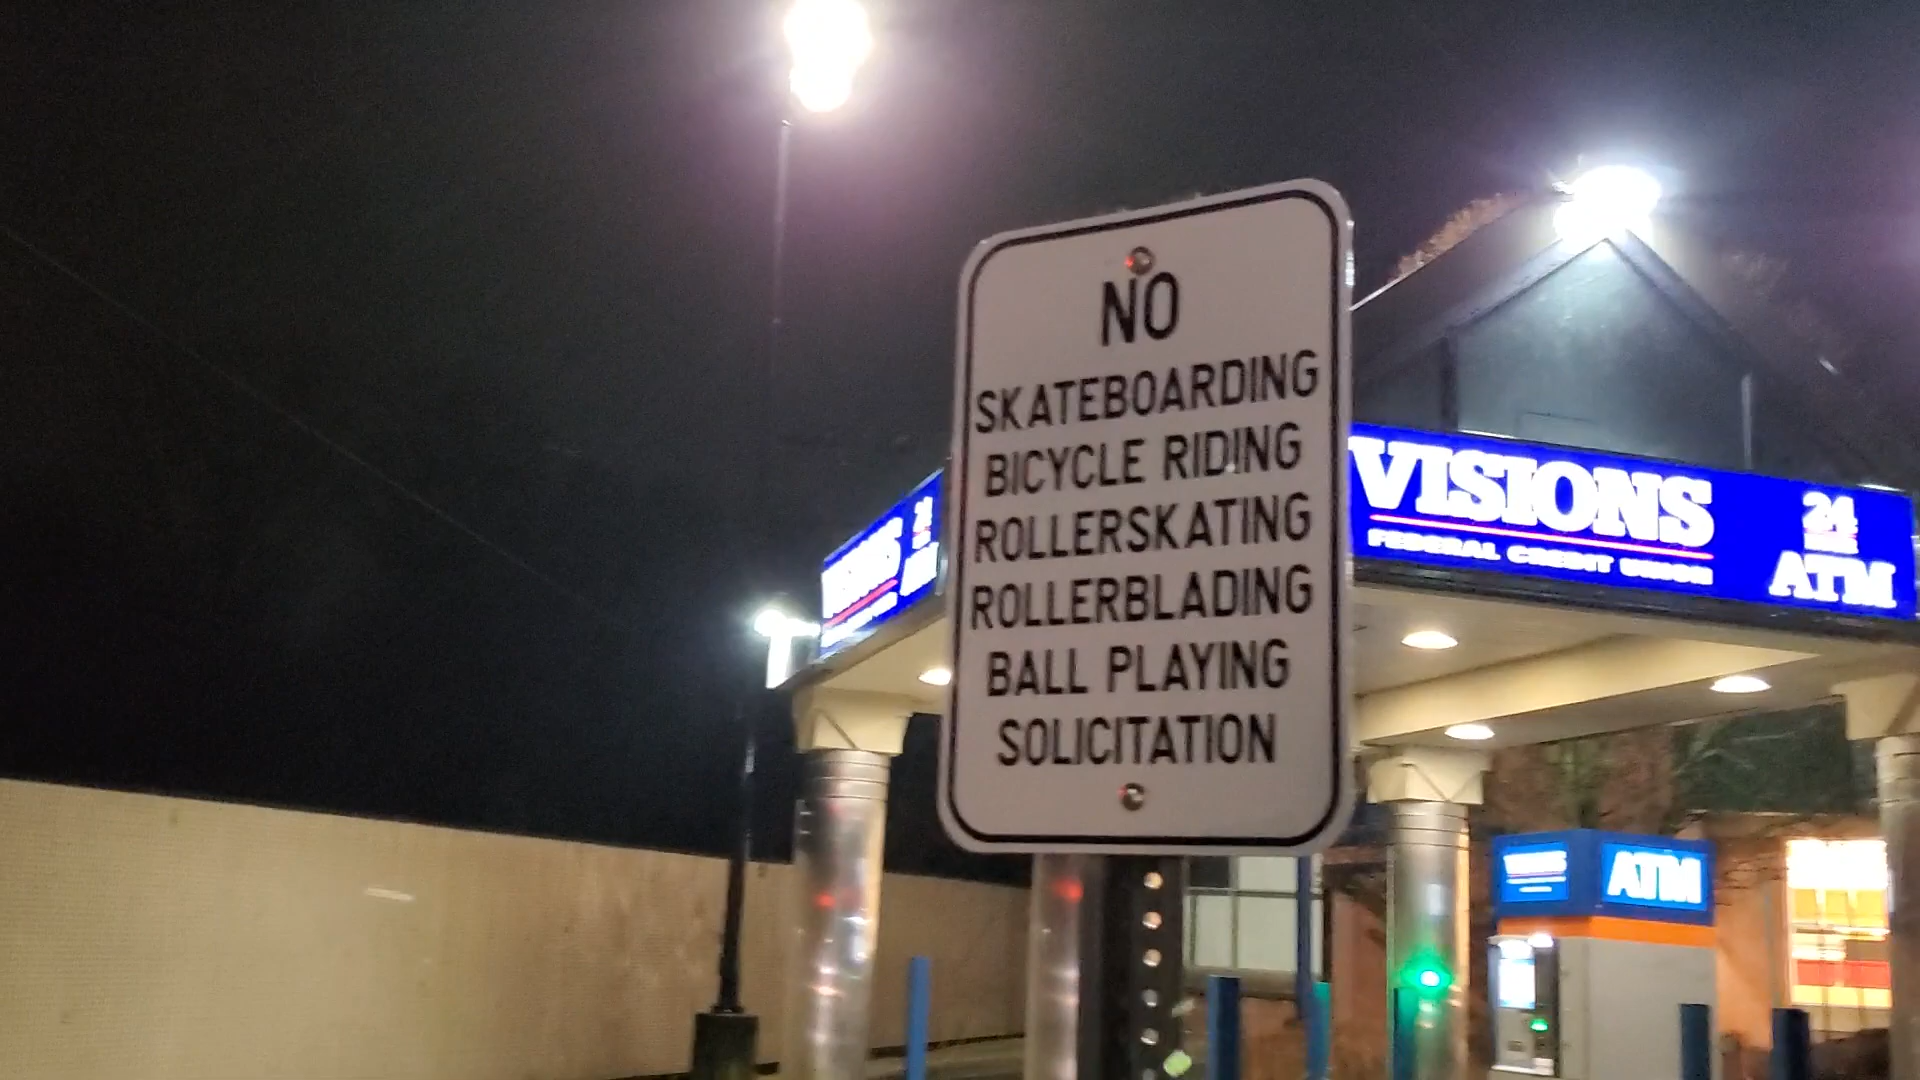 NO
SKATEBOARDING
BICYCLE RIDING
ROLLERSKATING
ROLLERBLADING
BALL PLAYING
SOLICITATION
VISIONS
FEDERAL CREDIT UNION
24
ATM
ATM